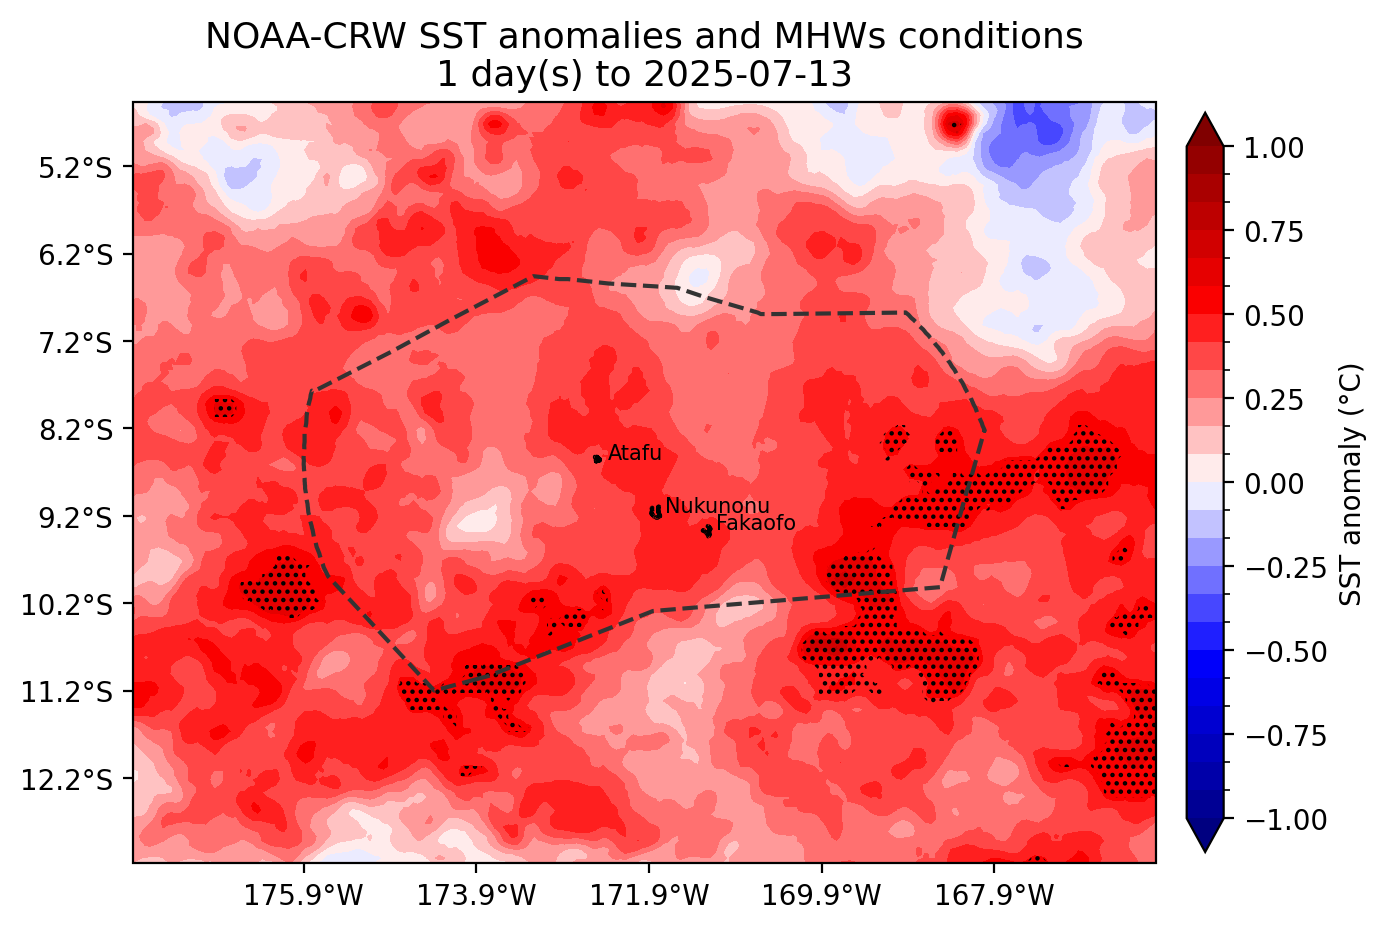 NOAA-CRW SST anomalies and MHWs conditions
1 day(s) to 2025-07-13
5.2°S
6.2°S
7.2°S
8.2°S
9.2°S
10.2°S
11.2°S
12.2°S
Atafu
Nukunonu
Fakaofo
175.9°W
173.9°W
171.9°W
169.9°W
167.9°W
1.00
0.75
0.50
0.25
0.00
−0.25
−0.50
−0.75
−1.00
SST anomaly (°C)